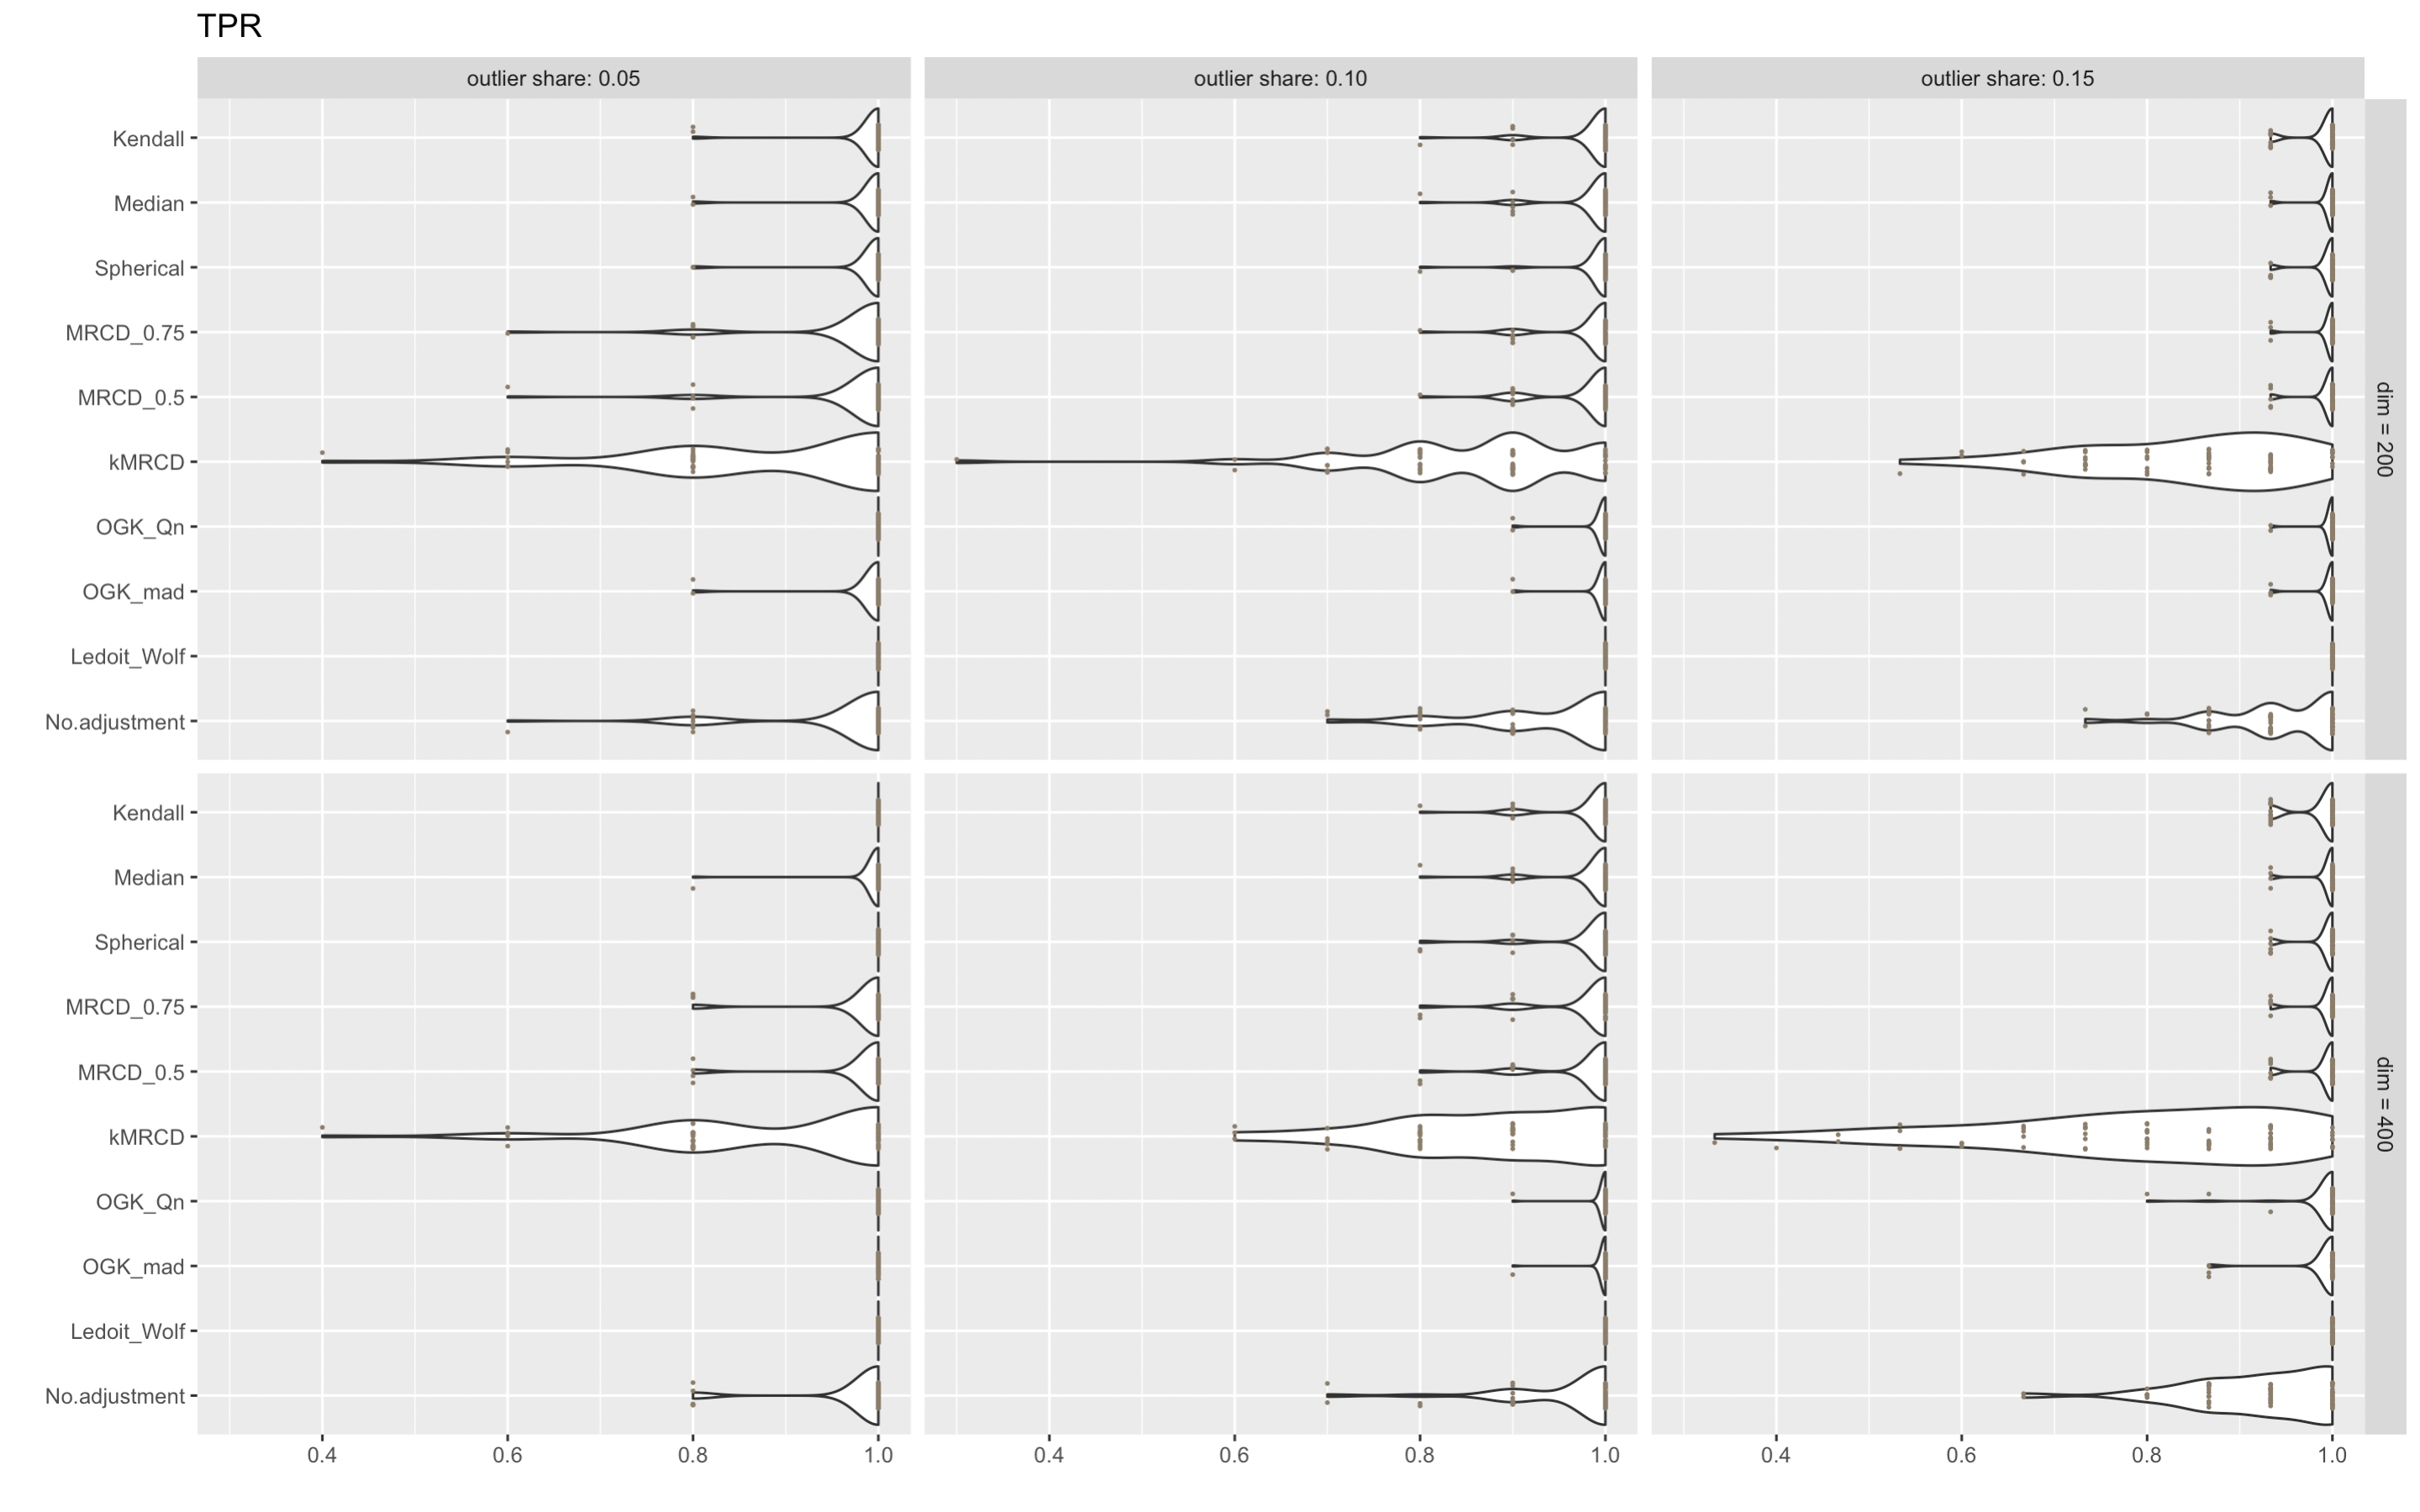 TPR
outlier share: 0.05 outlier share: 0.10 outlier share: 0.15
Kendall
Median
Spherical
MRCD_0.75
MRCD_0.5
kMRCD
OGK_Qn
OGK_mad
Ledoit_Wolf
No.adjustment
dim = 200
Kendall
Median
Spherical
MRCD_0.75
MRCD_0.5
kMRCD
OGK_Qn
OGK_mad
Ledoit_Wolf
No.adjustment
dim = 400
0.4 0.6 0.8 1.0 0.4 0.6 0.8 1.0 0.4 0.6 0.8 1.0